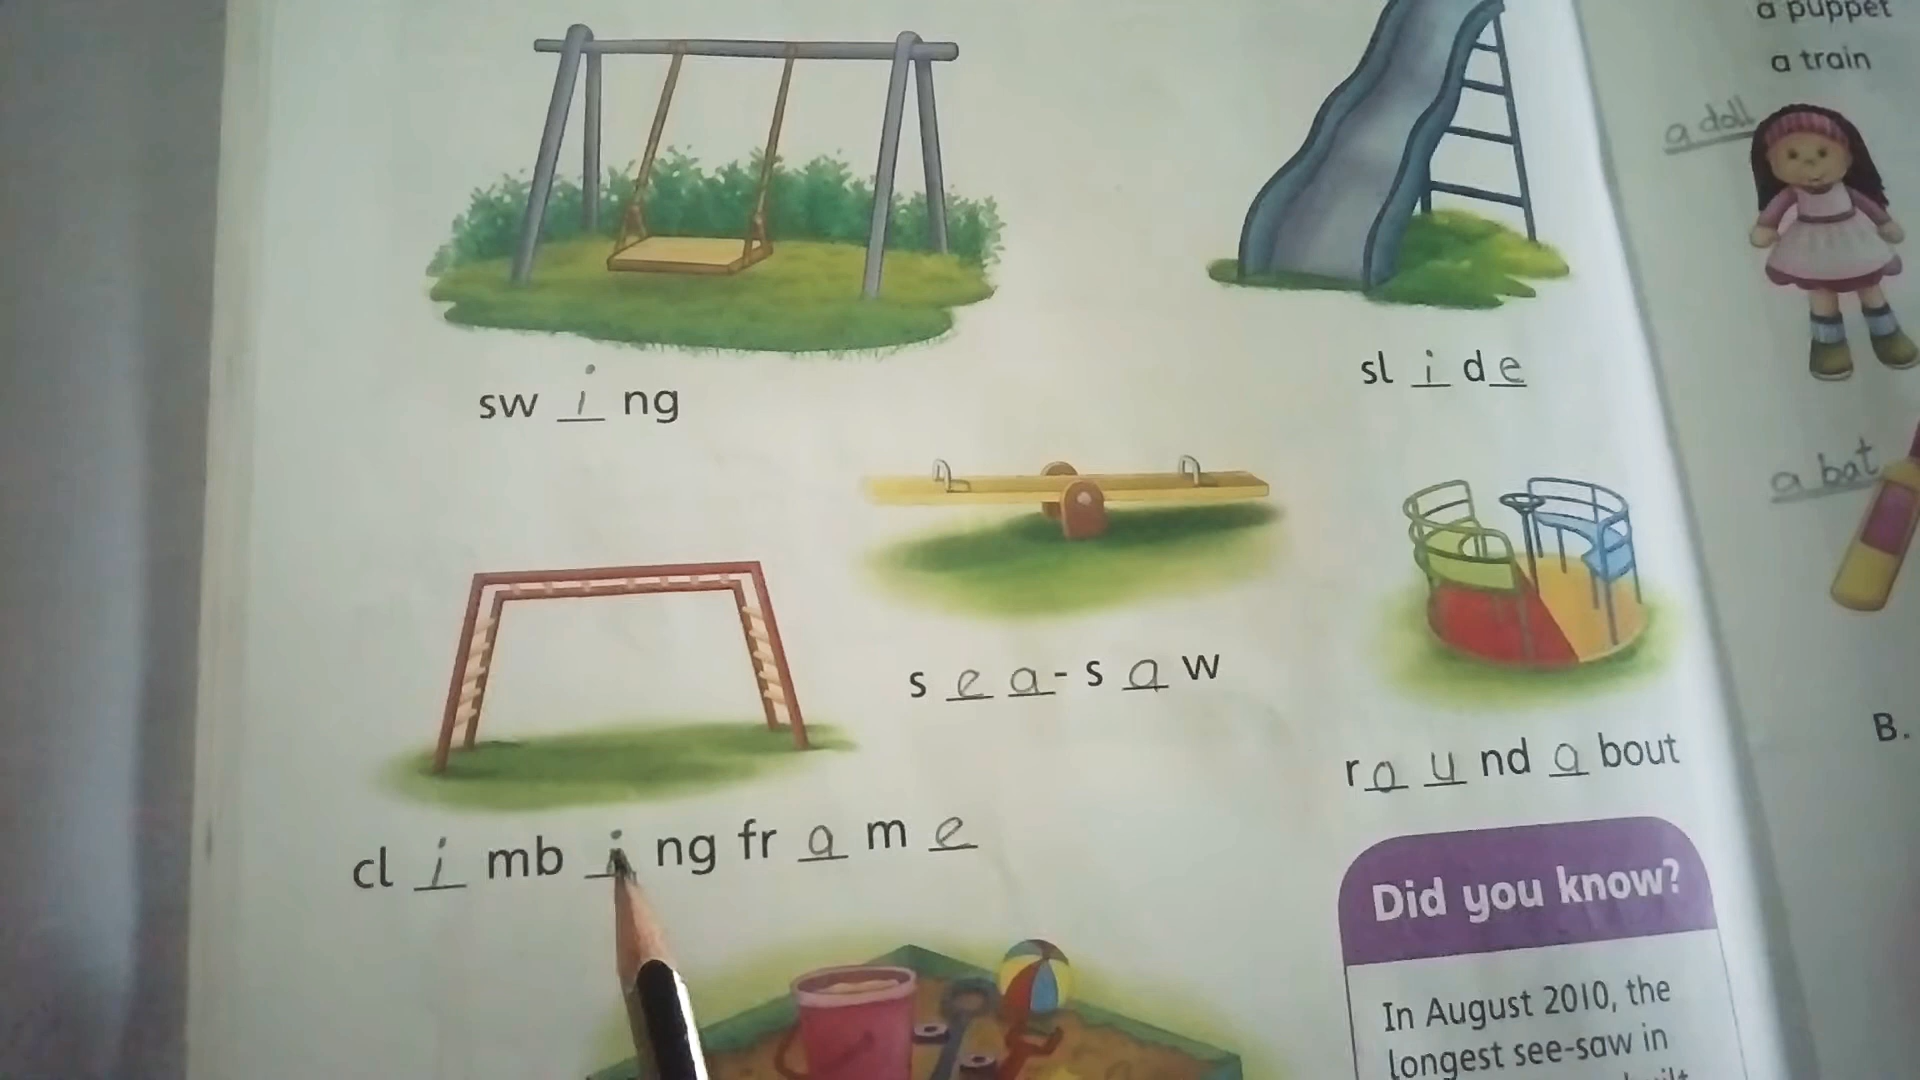 a puppet
a train
a doll
sw i ng
sl i de
a bat
s e a - s a w
r o u nd a bout
B.
cl i mb i ng fr a m e
Did you know?
In August 2010, the
longest see-saw in